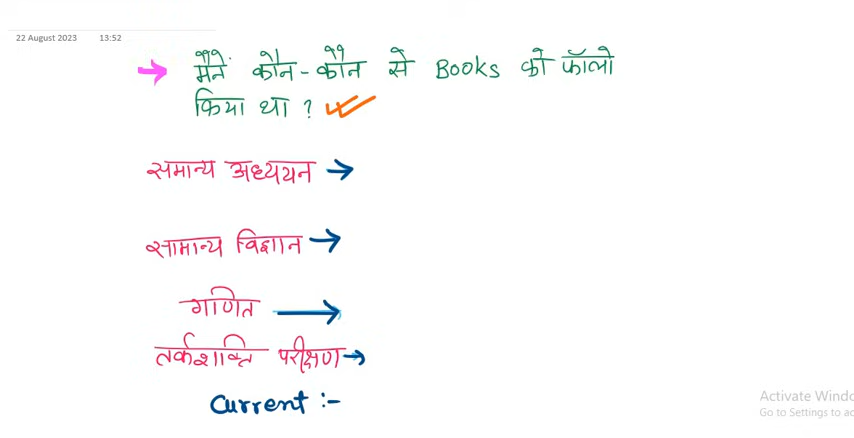 22 August 2023 13:52
मैंने कौन-कौन से Books को फॉलो
किया था ?
समान्य अध्ययन →
सामान्य विज्ञान →
गणित →
तर्कशक्ति परीक्षण →
Current :-
Activate Windo
Go to Settings to ac